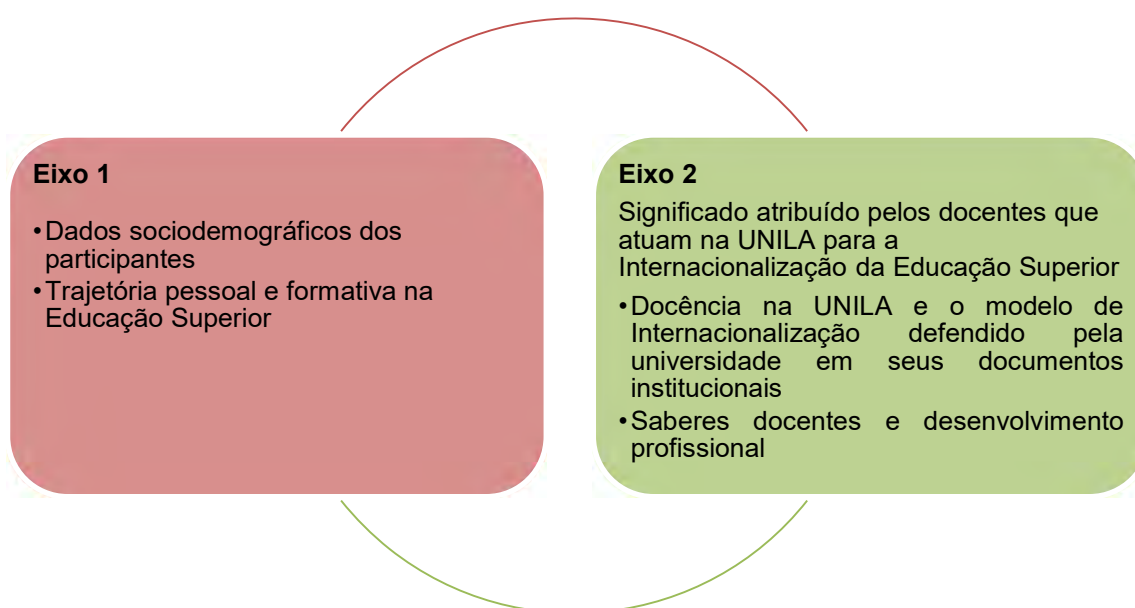 Eixo 1
•Dados sociodemográficos dos
participantes
•Trajetória pessoal e formativa na
Educação Superior
Eixo 2
Significado atribuído pelos docentes que
atuam na UNILA para a
Internacionalização da Educação Superior
•Docência na UNILA e o modelo de
Internacionalização defendido pela
universidade em seus documentos
institucionais
•Saberes docentes e desenvolvimento
profissional